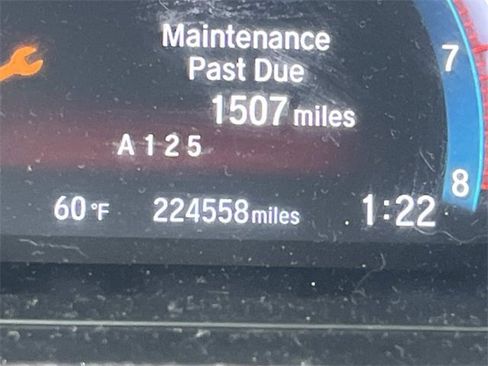 Maintenance
Past Due
1507 miles
A 1 2 5
60°F 224558 miles 1:22
7
8